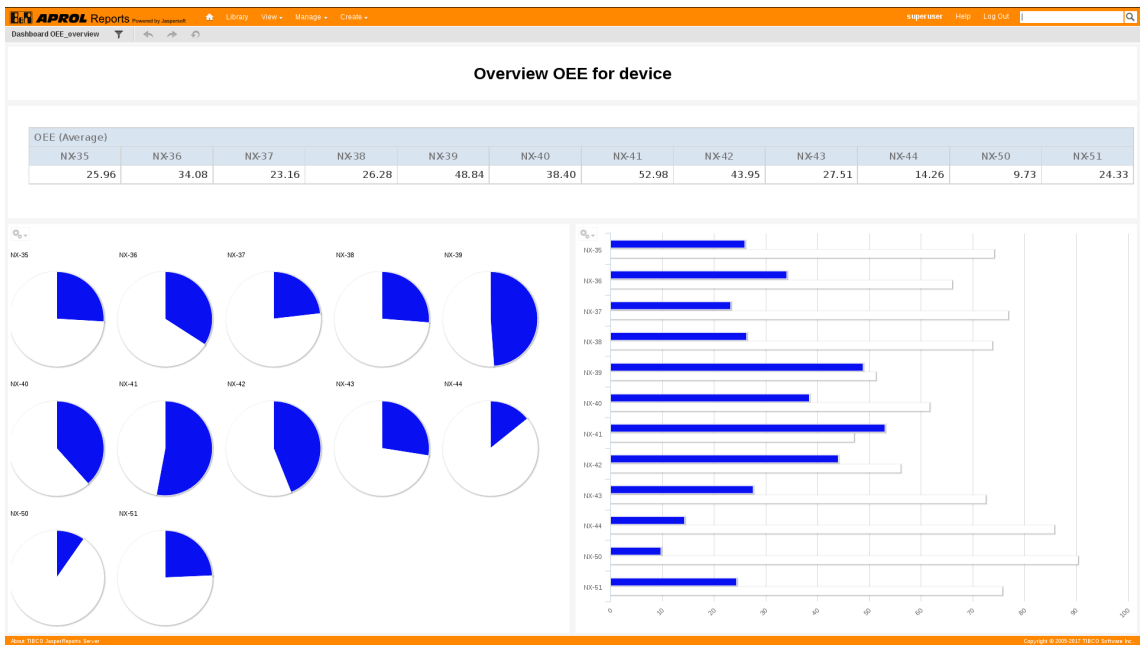 B&R APROL Reports Powered by Jaspersoft Library View Manage Create superuser Help Log Out
Dashboard OEE_overview
Overview OEE for device
OEE (Average)
NX-35 NX-36 NX-37 NX-38 NX-39 NX-40 NX-41 NX-42 NX-43 NX-44 NX-50 NX-51
25.96 34.08 23.16 26.28 48.84 38.40 52.98 43.95 27.51 14.26 9.73 24.33
NX-35 NX-36 NX-37 NX-38 NX-39
NX-40 NX-41 NX-42 NX-43 NX-44
NX-50 NX-51
NX-35
NX-36
NX-37
NX-38
NX-39
NX-40
NX-41
NX-42
NX-43
NX-44
NX-50
NX-51
0 10 20 30 40 50 60 70 80 90 100
About TIBCO JasperReports Server Copyright © 2005-2017 TIBCO Software Inc.